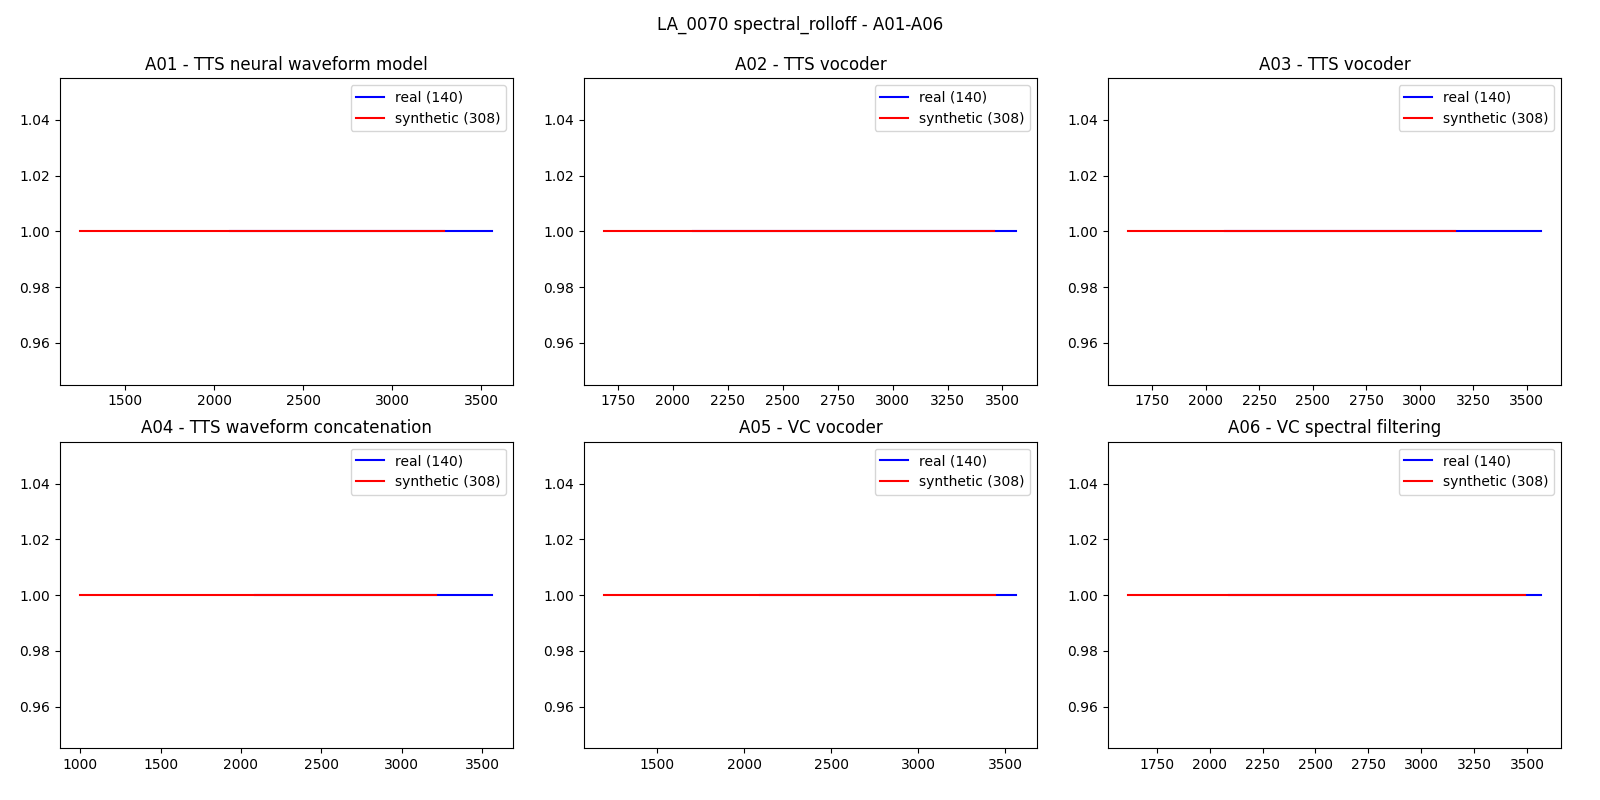 LA_0070 spectral_rolloff - A01-A06
A01 - TTS neural waveform model
real (140)
synthetic (308)
1.04
1.02
1.00
0.98
0.96
1500 2000 2500 3000 3500
A02 - TTS vocoder
real (140)
synthetic (308)
1.04
1.02
1.00
0.98
0.96
1750 2000 2250 2500 2750 3000 3250 3500
A03 - TTS vocoder
real (140)
synthetic (308)
1.04
1.02
1.00
0.98
0.96
1750 2000 2250 2500 2750 3000 3250 3500
A04 - TTS waveform concatenation
real (140)
synthetic (308)
1.04
1.02
1.00
0.98
0.96
1000 1500 2000 2500 3000 3500
A05 - VC vocoder
real (140)
synthetic (308)
1.04
1.02
1.00
0.98
0.96
1500 2000 2500 3000 3500
A06 - VC spectral filtering
real (140)
synthetic (308)
1.04
1.02
1.00
0.98
0.96
1750 2000 2250 2500 2750 3000 3250 3500